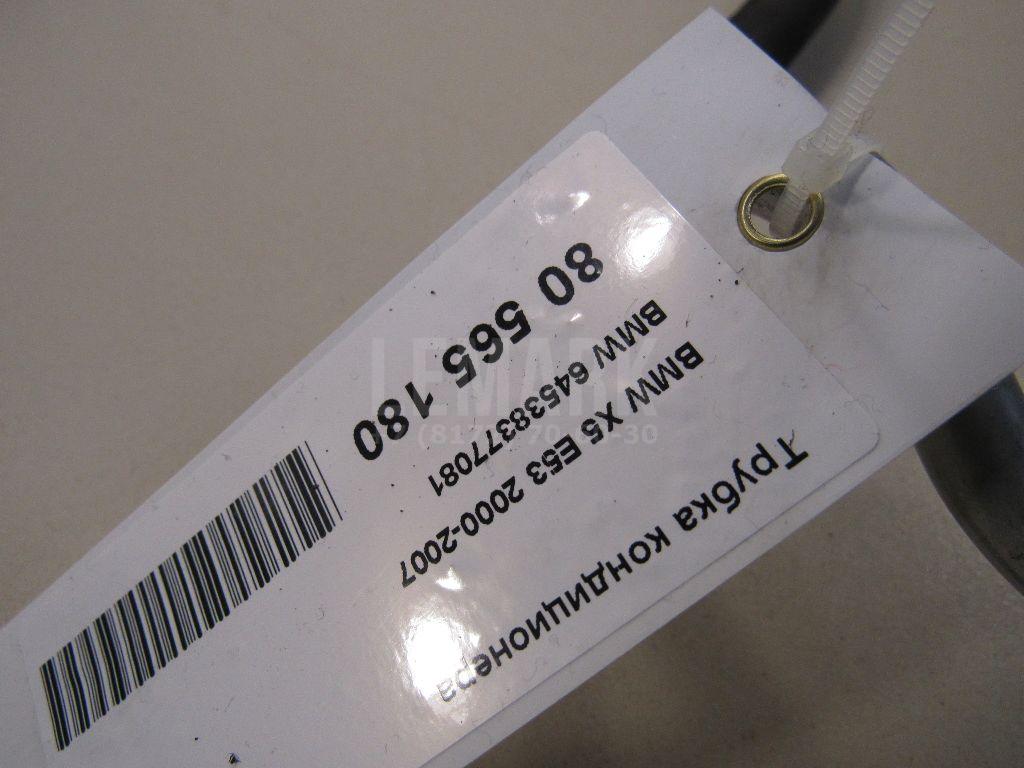 Трубка кондиционера
BMW X5 E53 2000-2007
BMW 64538377081
80 565 180
LEMARK